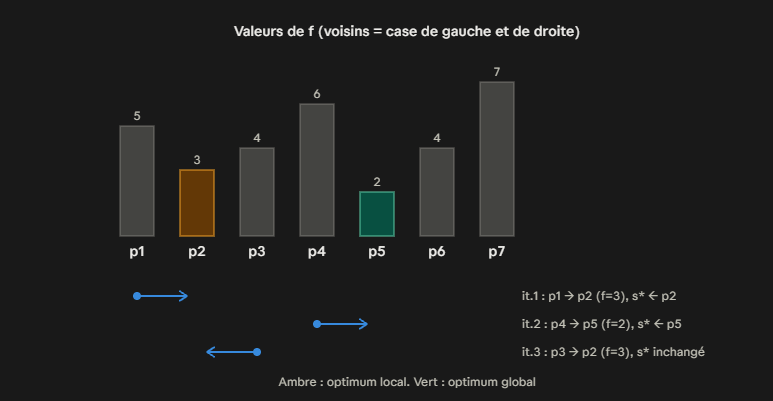 Valeurs de f (voisins = case de gauche et de droite)
7
6
5
4
4
3
2
p1 p2 p3 p4 p5 p6 p7
it.1 : p1 → p2 (f=3), s* ← p2
it.2 : p4 → p5 (f=2), s* ← p5
it.3 : p3 → p2 (f=3), s* inchangé
Ambre : optimum local. Vert : optimum global